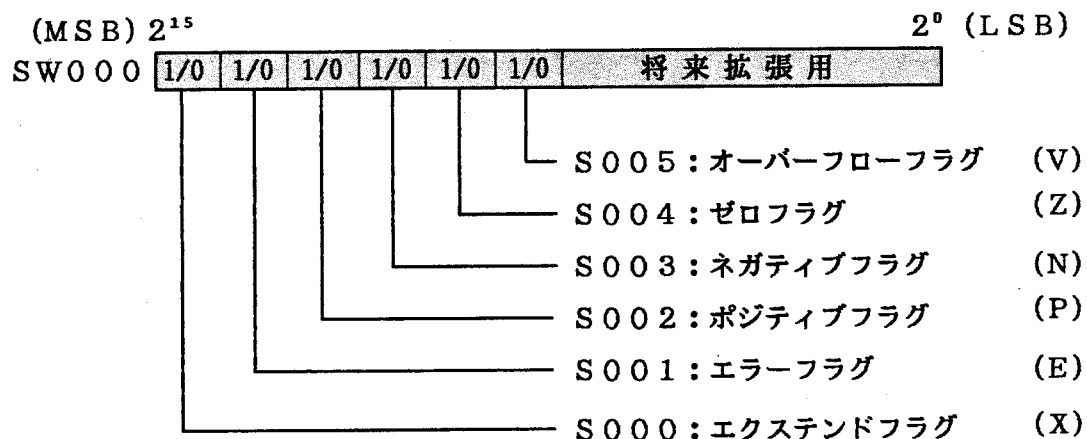 (MSB) 2¹⁵ 2⁰ (LSB)
SW000 1/0 1/0 1/0 1/0 1/0 1/0 将来拡張用
S005:オーバーフローフラグ (V)
S004:ゼロフラグ (Z)
S003:ネガティブフラグ (N)
S002:ポジティブフラグ (P)
S001:エラーフラグ (E)
S000:エクステンドフラグ (X)